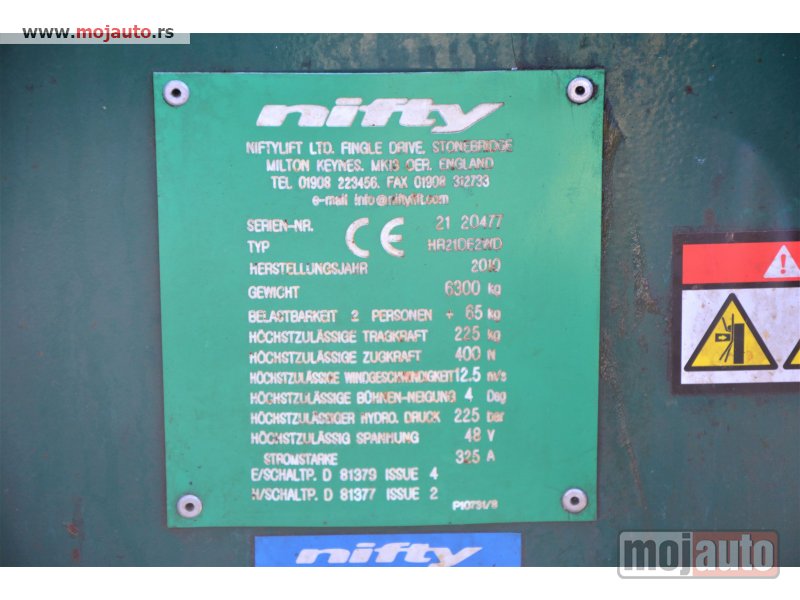 www.mojauto.rs
nifty
NIFTYLIFT LTD. FINGLE DRIVE, STONEBRIDGE
MILTON KEYNES. MK13 OER. ENGLAND
TEL 01908 223456. FAX 01908 312733
e-mail info@niftylift.com
SERIEN-NR. 21 20477
TYP CE HR21DE2WD
HERSTELLUNGSJAHR 2010
GEWICHT 6300 kg
BELASTBARKEIT 2 PERSONEN + 65 kg
HÖCHSTZULÄSSIGE TRAGKRAFT 225 kg
HÖCHSTZULÄSSIGE ZUGKRAFT 400 N
HÖCHSTZULÄSSIGE WINDGESCHWINDIGKEIT 12.5 m/s
HÖCHSTZULÄSSIGE BÜHNEN-NEIGUNG 4 Deg
HÖCHSTZULÄSSIGER HYDRO. DRUCK 225 bar
HÖCHSTZULÄSSIG SPANNUNG 48 V
STROMSTARKE 325 A
E/SCHALTP. D 81379 ISSUE 4
H/SCHALTP. D 81377 ISSUE 2
P10731/8
nifty
mojauto